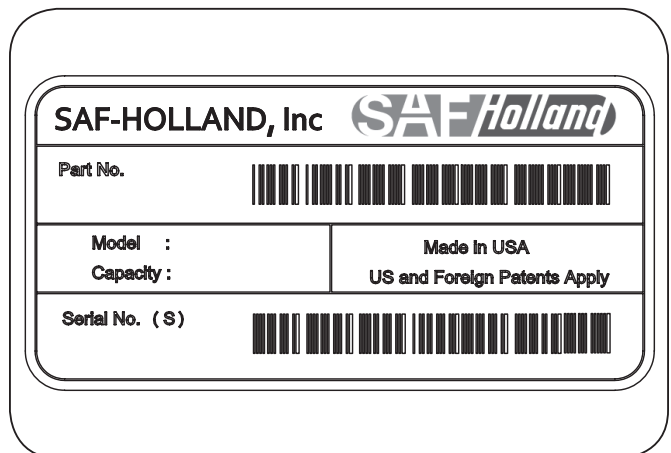 SAF-HOLLAND, Inc SAF Holland
Part No.
Model :
Capacity :
Made in USA
US and Foreign Patents Apply
Serial No. ( S )